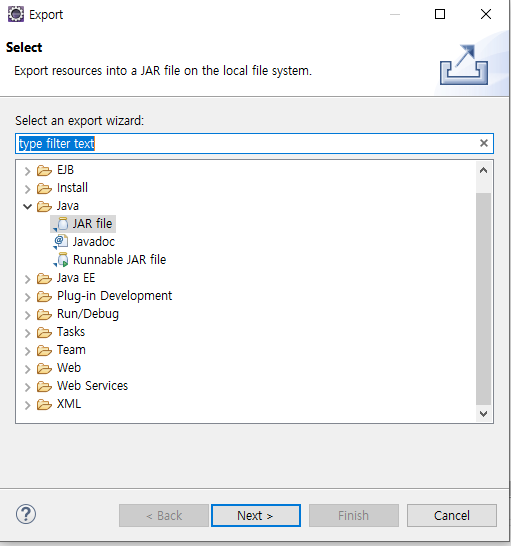 Export
Select
Export resources into a JAR file on the local file system.
Select an export wizard:
type filter text
EJB
Install
Java
JAR file
Javadoc
Runnable JAR file
Java EE
Plug-in Development
Run/Debug
Tasks
Team
Web
Web Services
XML
< Back Next > Finish Cancel